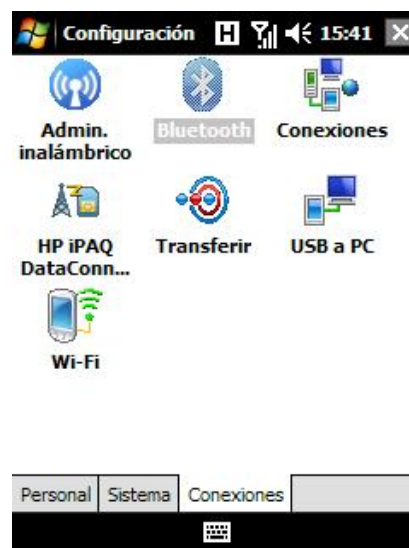 Configuración H 15:41
Admin.
inalámbrico
Bluetooth
Conexiones
HP iPAQ
DataConn...
Transferir
USB a PC
Wi-Fi
Personal Sistema Conexiones